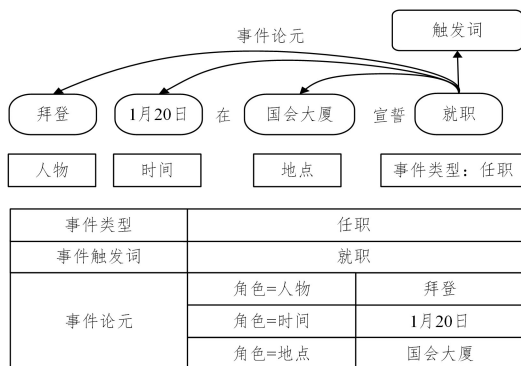 触发词
事件论元
拜登 1月20日 在 国会大厦 宣誓 就职
人物 时间 地点 事件类型：任职
事件类型 任职
事件触发词 就职
事件论元 角色=人物 拜登
角色=时间 1月20日
角色=地点 国会大厦